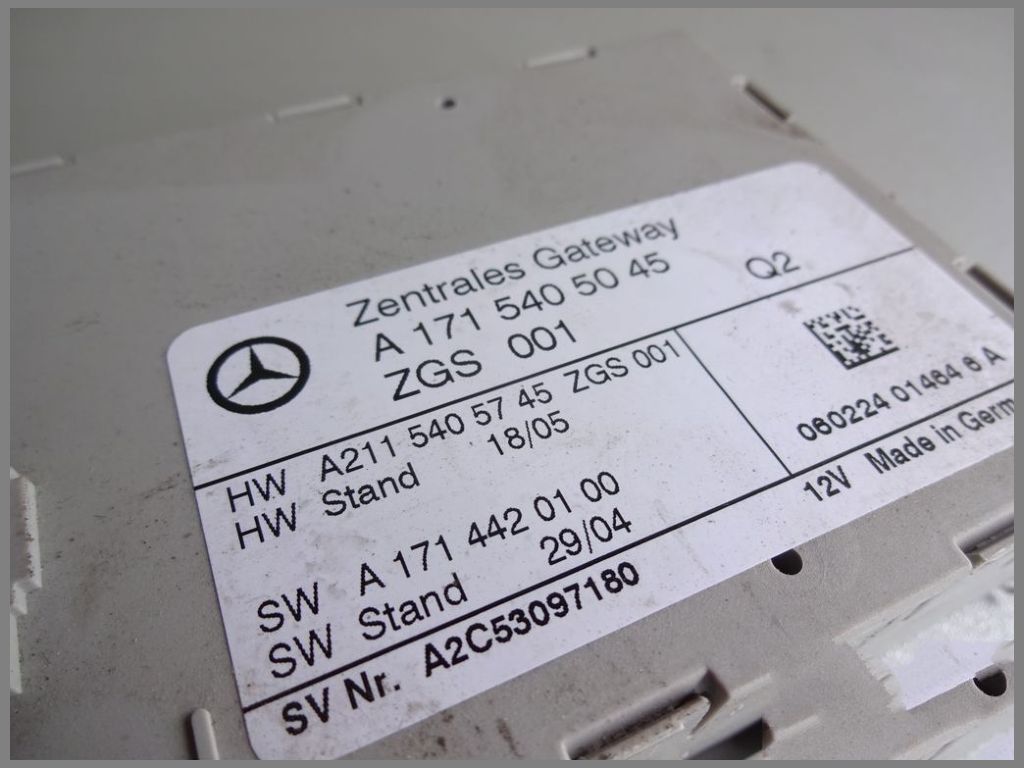 Zentrales Gateway
A 171 540 50 45
ZGS 001
Q2
HW A211 540 57 45 ZGS 001
HW Stand 18/05
SW A 171 442 01 00
SW Stand 29/04
060224 01484 6 A
SV Nr. A2C53097180
12V Made in Germ